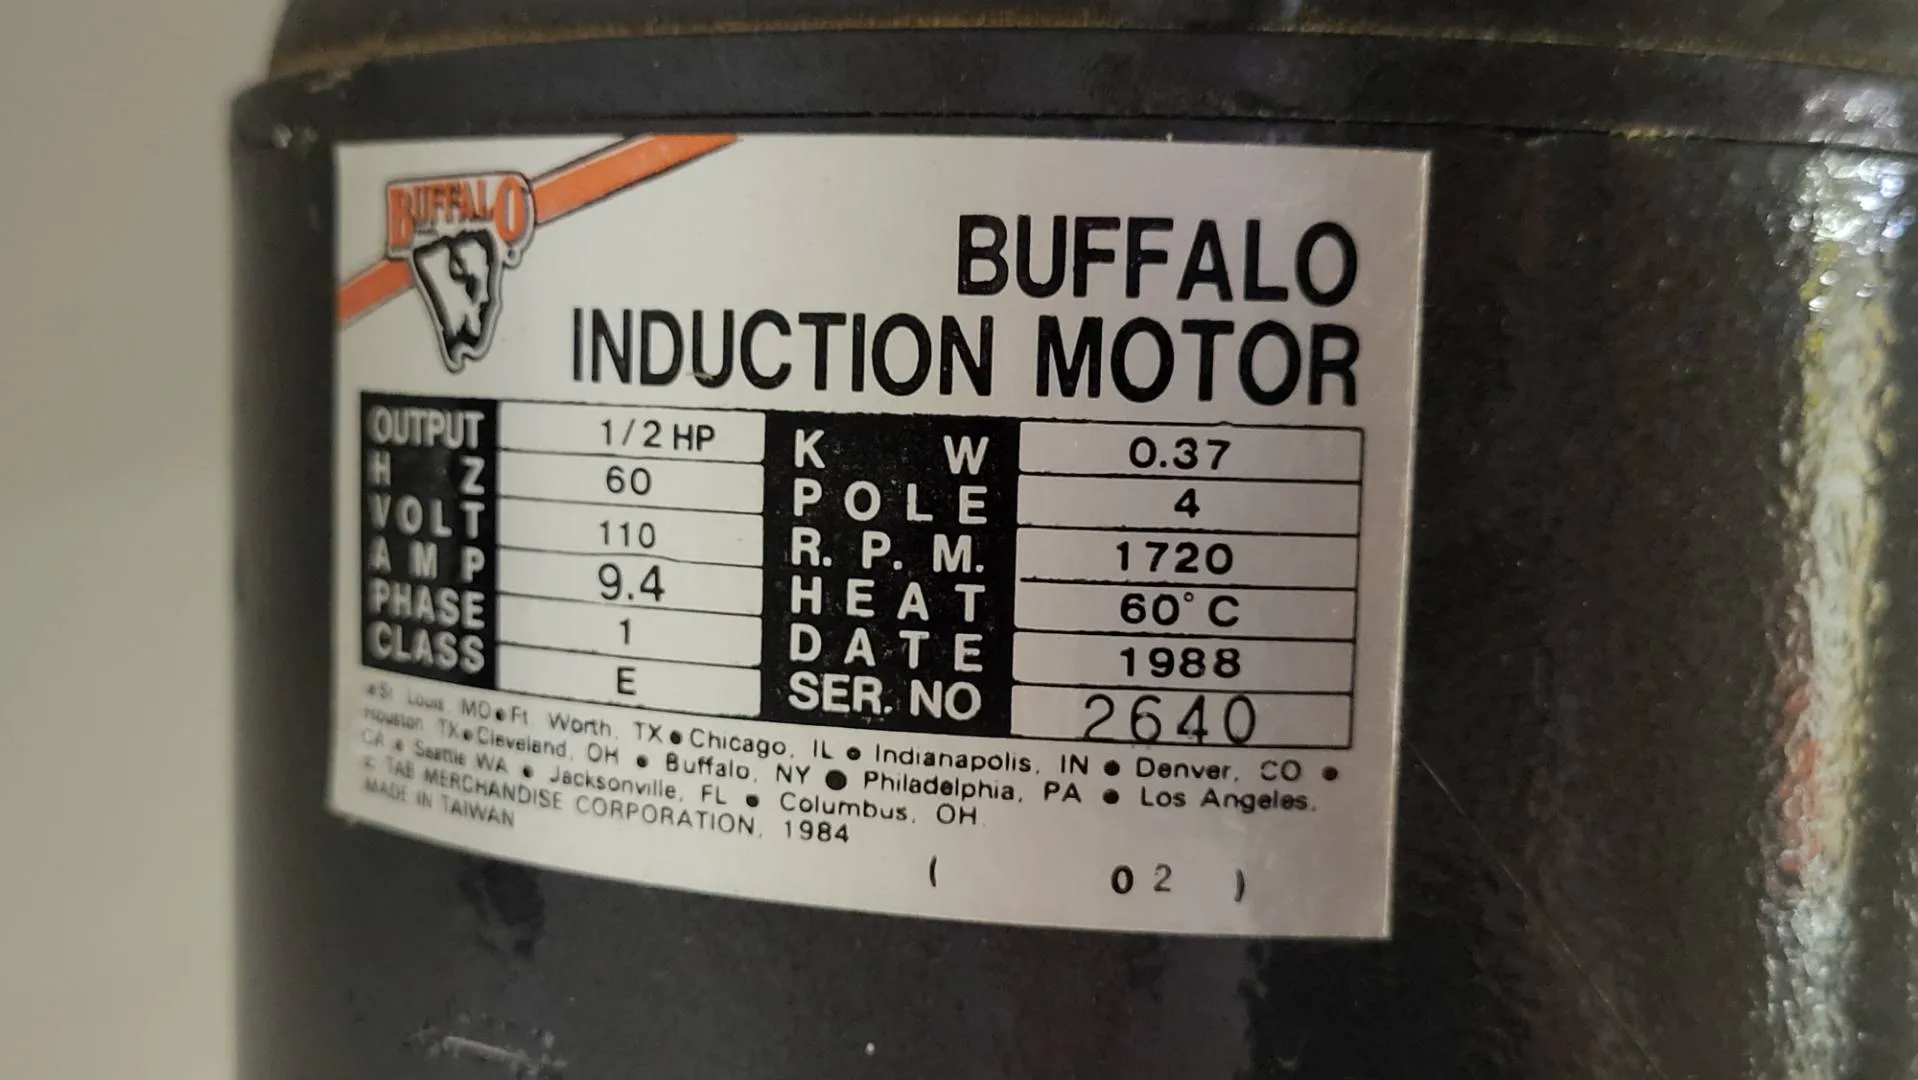 BUFFALO
BUFFALO
INDUCTION MOTOR
OUTPUT 1/2 HP KW 0.37
HZ 60 POLE 4
VOLT 110 R.P.M. 1720
AMP 9.4 HEAT 60°C
PHASE 1 DATE 1988
CLASS E SER. NO 2640
● St. Louis, MO ● Ft. Worth, TX ● Chicago, IL ● Indianapolis, IN ● Denver, CO ●
Houston, TX ● Cleveland, OH ● Buffalo, NY ● Philadelphia, PA ● Los Angeles,
CA ● Seattle WA ● Jacksonville, FL ● Columbus, OH.
© TAB MERCHANDISE CORPORATION, 1984
MADE IN TAIWAN
( 02 )